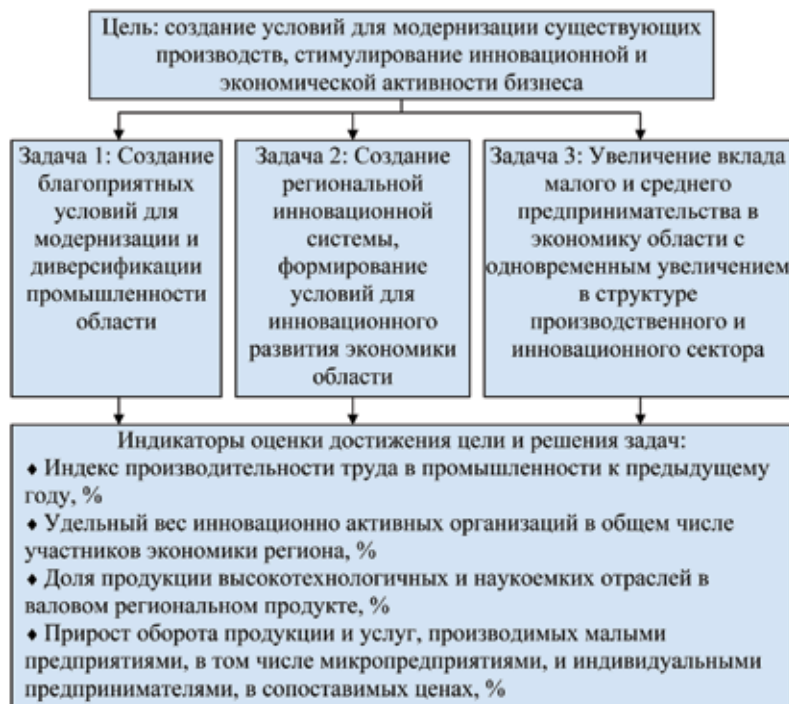 Цель: создание условий для модернизации существующих
производств, стимулирование инновационной и
экономической активности бизнеса
Задача 1: Создание
благоприятных
условий для
модернизации и
диверсификации
промышленности
области
Задача 2: Создание
региональной
инновационной
системы,
формирование
условий для
инновационного
развития экономики
области
Задача 3: Увеличение вклада
малого и среднего
предпринимательства в
экономику области с
одновременным увеличением
в структуре
производственного и
инновационного сектора
Индикаторы оценки достижения цели и решения задач:
♦ Индекс производительности труда в промышленности к предыдущему
году, %
♦ Удельный вес инновационно активных организаций в общем числе
участников экономики региона, %
♦ Доля продукции высокотехнологичных и наукоемких отраслей в
валовом региональном продукте, %
♦ Прирост оборота продукции и услуг, производимых малыми
предприятиями, в том числе микропредприятиями, и индивидуальными
предпринимателями, в сопоставимых ценах, %